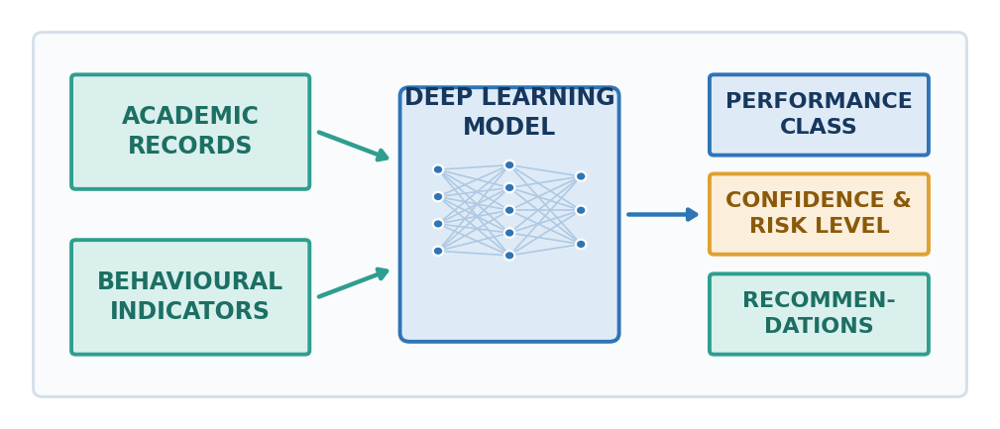 ACADEMIC
RECORDS
BEHAVIOURAL
INDICATORS
DEEP LEARNING
MODEL
PERFORMANCE
CLASS
CONFIDENCE &
RISK LEVEL
RECOMMEN-
DATIONS